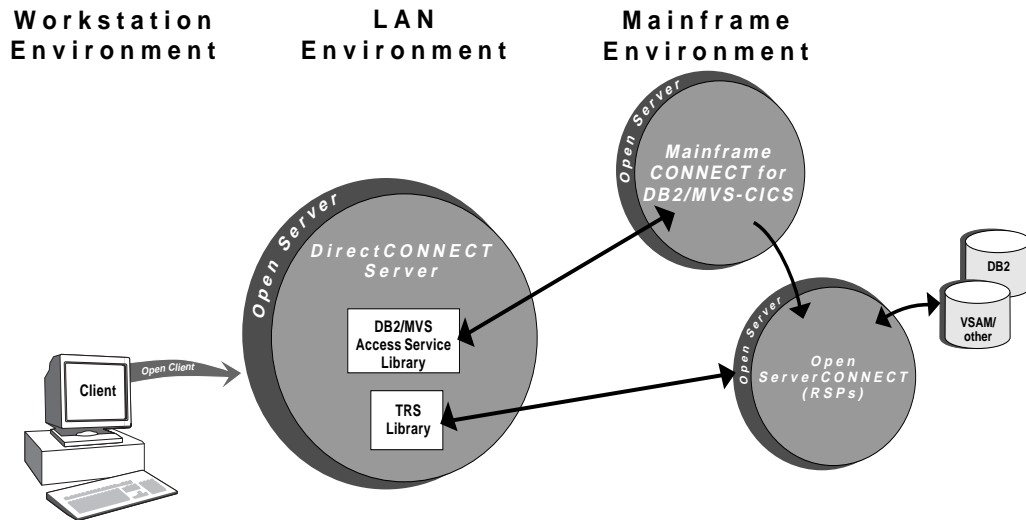 Workstation
Environment
LAN
Environment
Mainframe
Environment
Open Server
Mainframe
CONNECT for
DB2/MVS-CICS
Open Server
DirectCONNECT
Server
DB2/MVS
Access Service
Library
TRS
Library
Client
Open Client
Open Server
Open
ServerCONNECT
(RSPs)
DB2
VSAM/
other